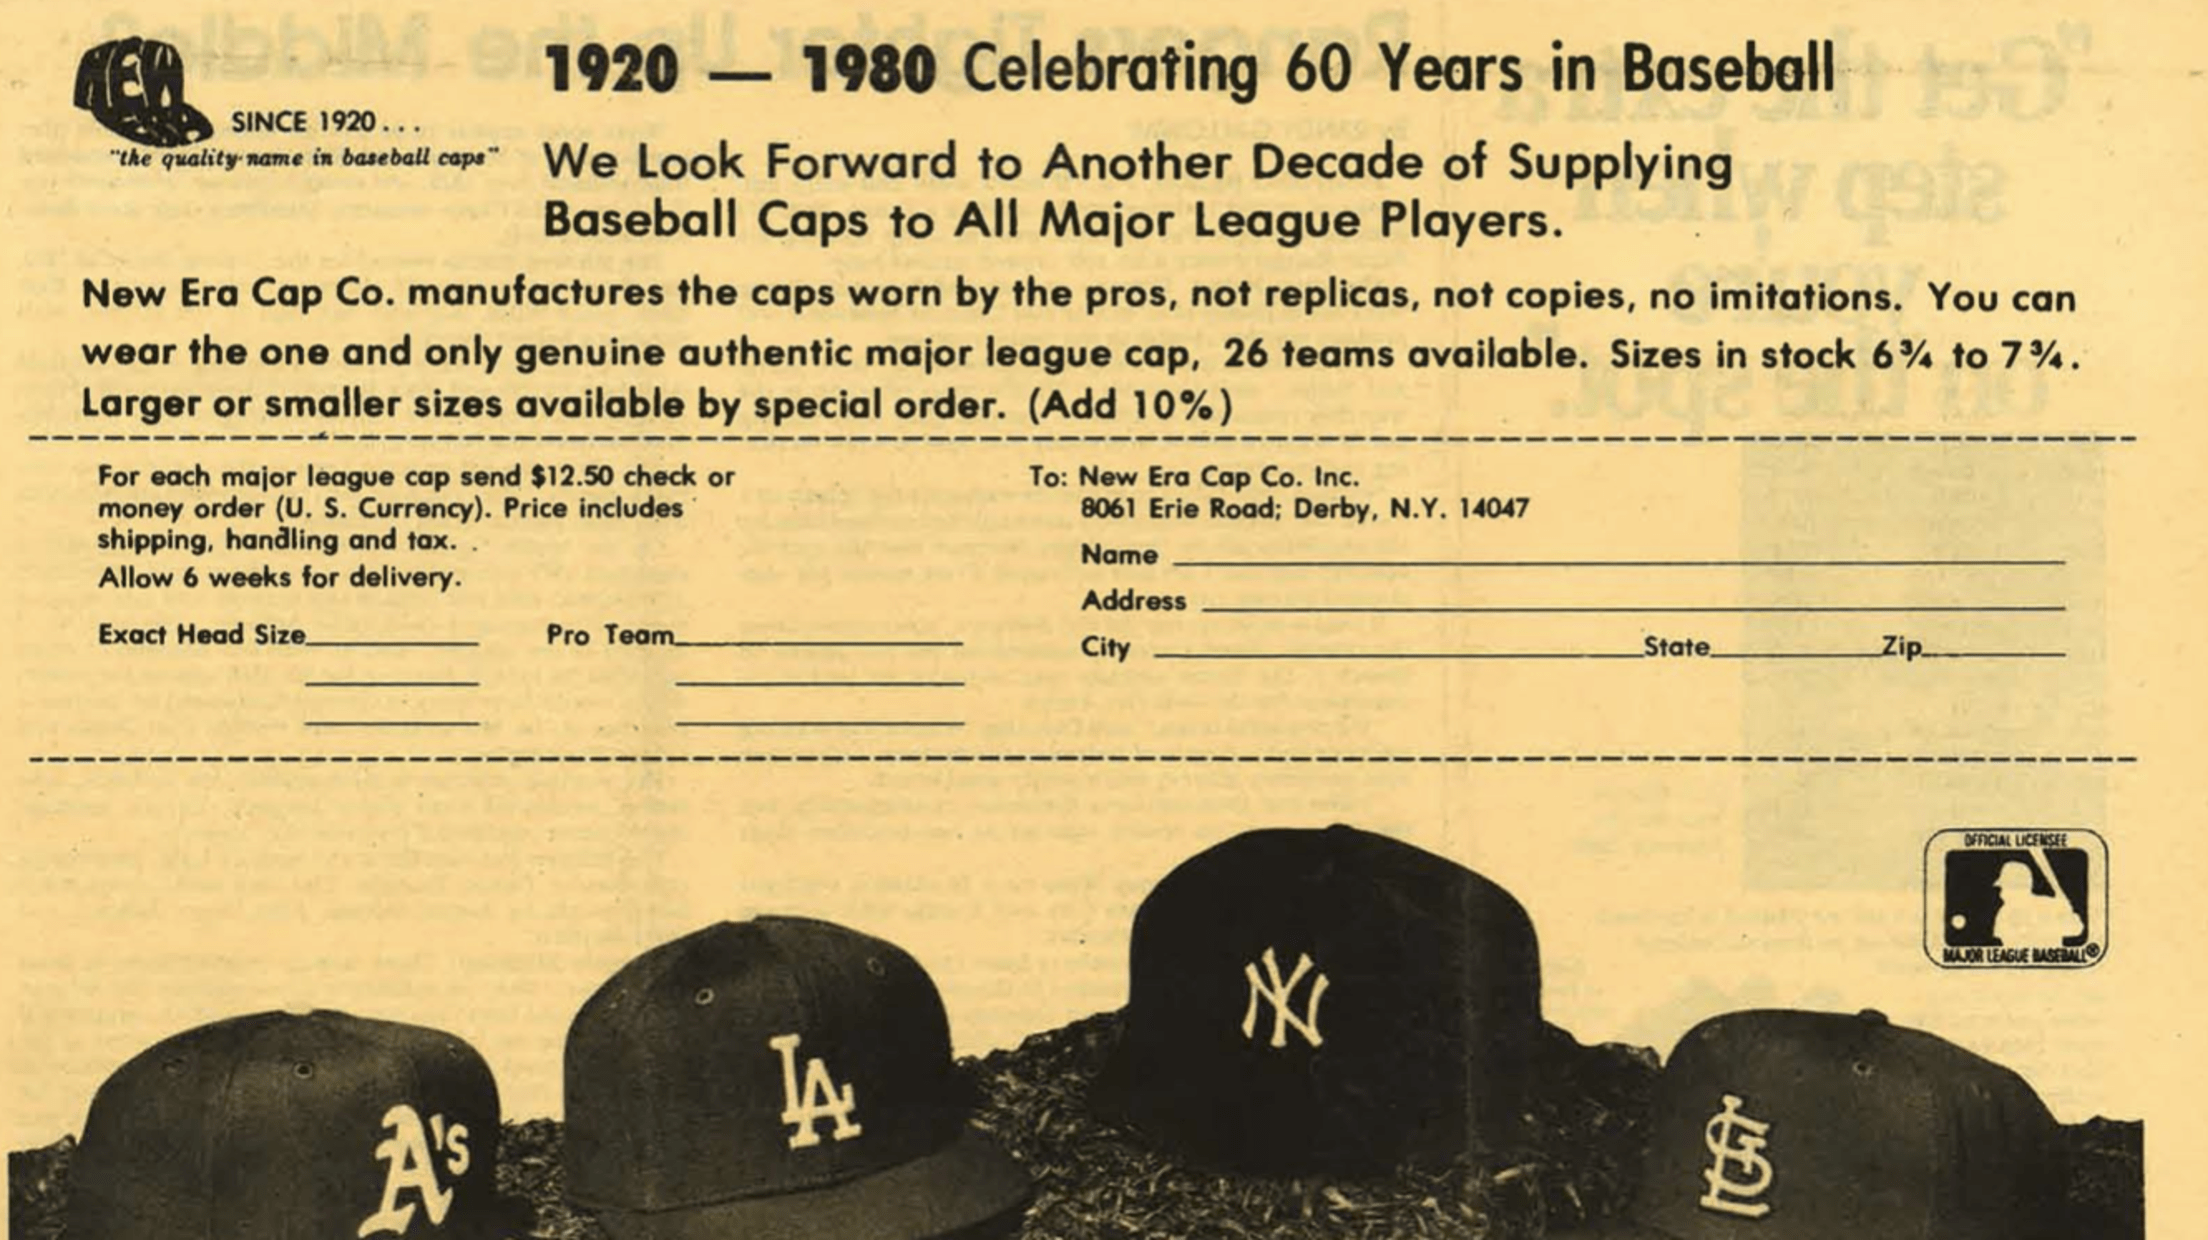 NEW
SINCE 1920...
"the quality name in baseball caps"
1920 — 1980 Celebrating 60 Years in Baseball
We Look Forward to Another Decade of Supplying
Baseball Caps to All Major League Players.
New Era Cap Co. manufactures the caps worn by the pros, not replicas, not copies, no imitations. You can
wear the one and only genuine authentic major league cap, 26 teams available. Sizes in stock 6¾ to 7¾.
Larger or smaller sizes available by special order. (Add 10%)
For each major league cap send $12.50 check or
money order (U. S. Currency). Price includes
shipping, handling and tax.
Allow 6 weeks for delivery.
Exact Head Size Pro Team
To: New Era Cap Co. Inc.
8061 Erie Road; Derby, N.Y. 14047
Name
Address
City State Zip
OFFICIAL LICENSEE
MAJOR LEAGUE BASEBALL®
A's
LA
NY
StL